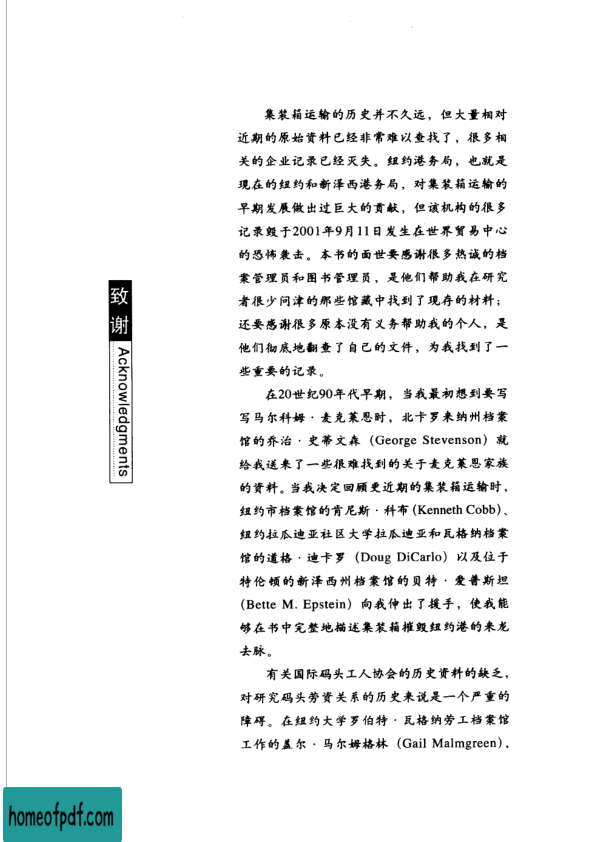 致谢
Acknowledgments
集装箱运输的历史并不久远，但大量相对
近期的原始资料已经非常难以查找了，很多相
关的企业记录已经灭失。纽约港务局，也就是
现在的纽约和新泽西港务局，对集装箱运输的
早期发展做出过巨大的贡献，但该机构的很多
记录毁于2001年9月11日发生在世界贸易中心
的恐怖袭击。本书的面世要感谢很多热诚的档
案管理员和图书管理员，是他们帮助我在研究
者很少问津的那些馆藏中找到了现存的材料；
还要感谢很多原本没有义务帮助我的个人，是
他们彻底地翻查了自己的文件，为我找到了一
些重要的记录。
在20世纪90年代早期，当我最初想到要写
写马尔科姆·麦克莱恩时，北卡罗来纳州档案
馆的乔治·史蒂文森（George Stevenson）就
给我送来了一些很难找到的关于麦克莱恩家族
的资料。当我决定回顾更近期的集装箱运输时，
纽约市档案馆的肯尼斯·科布(Kenneth Cobb)、
纽约拉瓜迪亚社区大学拉瓜迪亚和瓦格纳档案
馆的道格·迪卡罗（Doug DiCarlo）以及位于
特伦顿的新泽西州档案馆的贝特·爱普斯坦
(Bette M. Epstein) 向我伸出了援手，使我能
够在书中完整地描述集装箱摧毁纽约港的来龙
去脉。
有关国际码头工人协会的历史资料的缺乏，
对研究码头劳资关系的历史来说是一个严重的
障碍。在纽约大学罗伯特·瓦格纳劳工档案馆
工作的盖尔·马尔姆格林（Gail Malmgreen），
homeofpdf.com